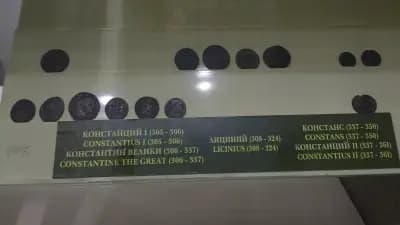 КОНСТАНЦИЙ I (305 - 306)
CONSTANTIUS I (305 - 306)
КОНСТАНТИН ВЕЛИКИ (306 - 337)
CONSTANTINE THE GREAT (306 - 337)
ЛИЦИНИЙ (308 - 324)
LICINIUS (308 - 324)
КОНСТАНС (337 - 350)
CONSTANS (337 - 350)
КОНСТАНЦИЙ II (337 - 361)
CONSTANTIUS II (337 - 361)